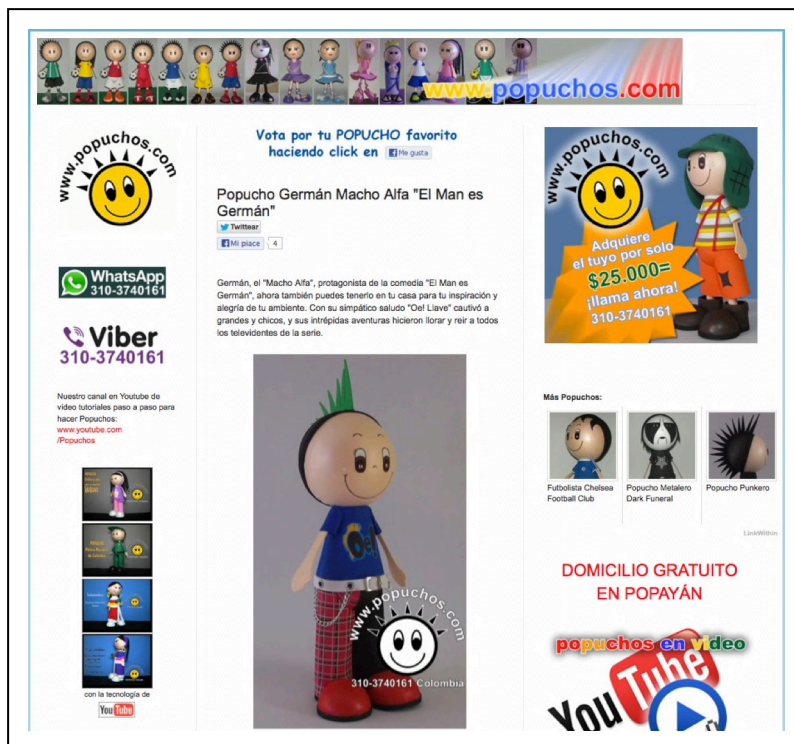 www.popuchos.com
www.popuchos.com
WhatsApp
310-3740161
Viber
310-3740161
Nuestro canal en Youtube de
video tutoriales paso a paso para
hacer Popuchos:
www.youtube.com
/Popuchos
con la tecnología de
YouTube
Vota por tu POPUCHO favorito
haciendo click en Me gusta
Popucho Germán Macho Alfa "El Man es
Germán"
Twittear
Mi piace 4
Germán, el "Macho Alfa", protagonista de la comedia "El Man es
Germán", ahora también puedes tenerlo en tu casa para tu inspiración y
alegría de tu ambiente. Con su simpático saludo "Oe! Llave" cautivó a
grandes y chicos, y sus intrépidas aventuras hicieron llorar y reir a todos
los televidentes de la serie.
Oe!
www.popuchos.com
310-3740161 Colombia
www.popuchos.com
Adquiere
el tuyo por solo
$25.000=
¡llama ahora!
310-3740161
Más Popuchos:
Futbolista Chelsea
Football Club
Popucho Metalero
Dark Funeral
Popucho Punkero
LinkWithin
DOMICILIO GRATUITO
EN POPAYÁN
popuchos en video
YouTube